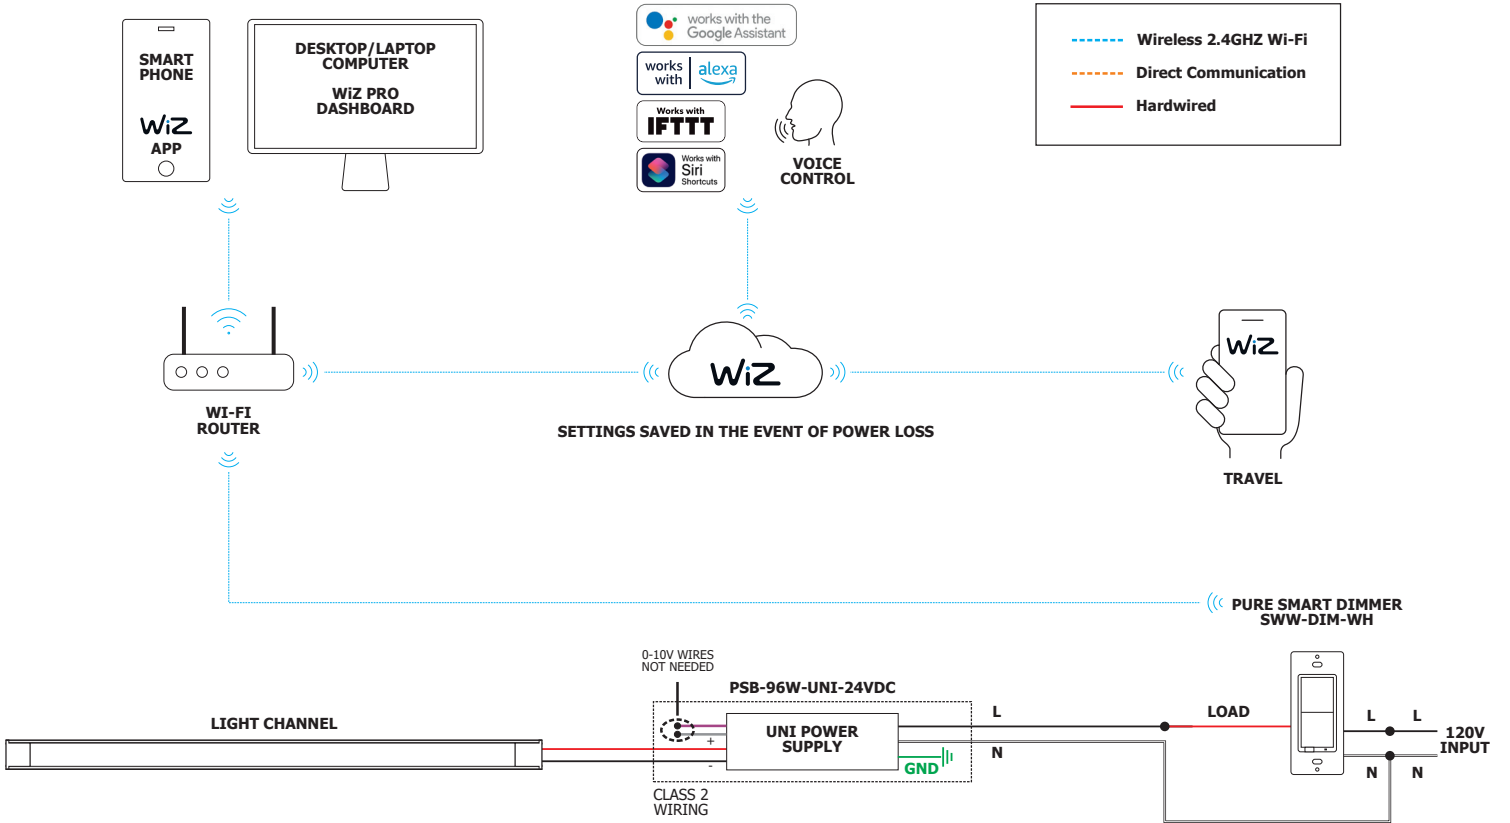 SMART
PHONE
WiZ
APP
DESKTOP/LAPTOP
COMPUTER
WiZ PRO
DASHBOARD
works with the
Google Assistant
works
with
alexa
Works with
IFTTT
Works with
Siri
Shortcuts
VOICE
CONTROL
Wireless 2.4GHZ Wi-Fi
Direct Communication
Hardwired
WI-FI
ROUTER
WiZ
SETTINGS SAVED IN THE EVENT OF POWER LOSS
WiZ
TRAVEL
PURE SMART DIMMER
SWW-DIM-WH
0-10V WIRES
NOT NEEDED
PSB-96W-UNI-24VDC
LIGHT CHANNEL
+
-
UNI POWER
SUPPLY
GND
CLASS 2
WIRING
L
N
LOAD
L
L
120V
INPUT
N
N